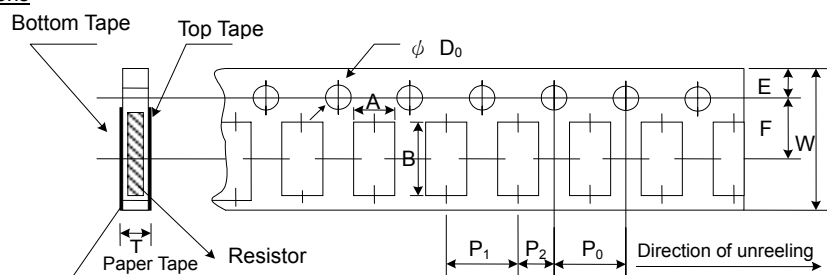 Bottom Tape
Top Tape
φ D₀
A
B
E
F
W
T
Paper Tape
Resistor
P₁
P₂
P₀
Direction of unreeling